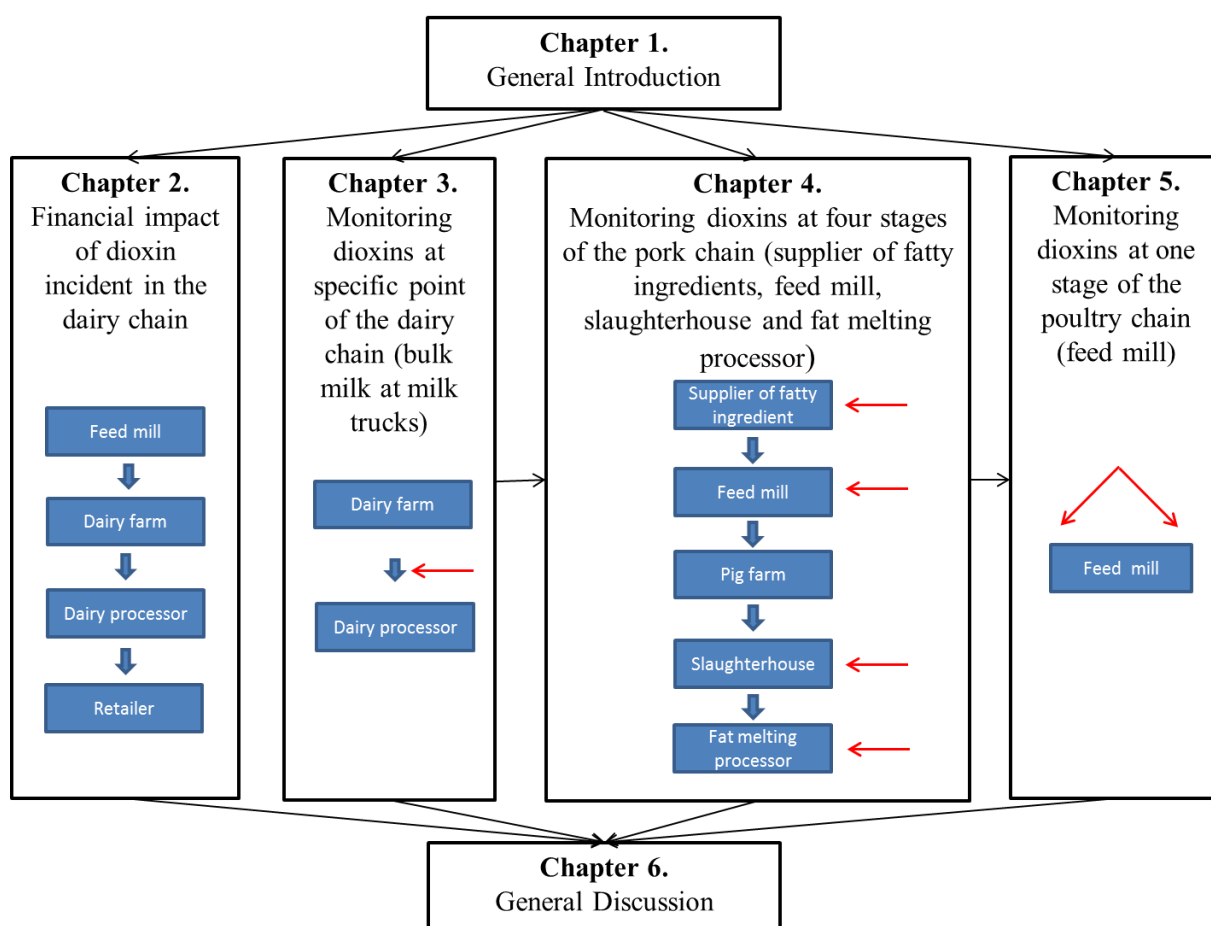 Chapter 1.
General Introduction
Chapter 2.
Financial impact
of dioxin
incident in the
dairy chain
Feed mill
Dairy farm
Dairy processor
Retailer
Chapter 3.
Monitoring
dioxins at
specific point
of the dairy
chain (bulk
milk at milk
trucks)
Dairy farm
Dairy processor
Chapter 4.
Monitoring dioxins at four stages
of the pork chain (supplier of fatty
ingredients, feed mill,
slaughterhouse and fat melting
processor)
Supplier of fatty
ingredient
Feed mill
Pig farm
Slaughterhouse
Fat melting
processor
Chapter 5.
Monitoring
dioxins at one
stage of the
poultry chain
(feed mill)
Feed mill
Chapter 6.
General Discussion